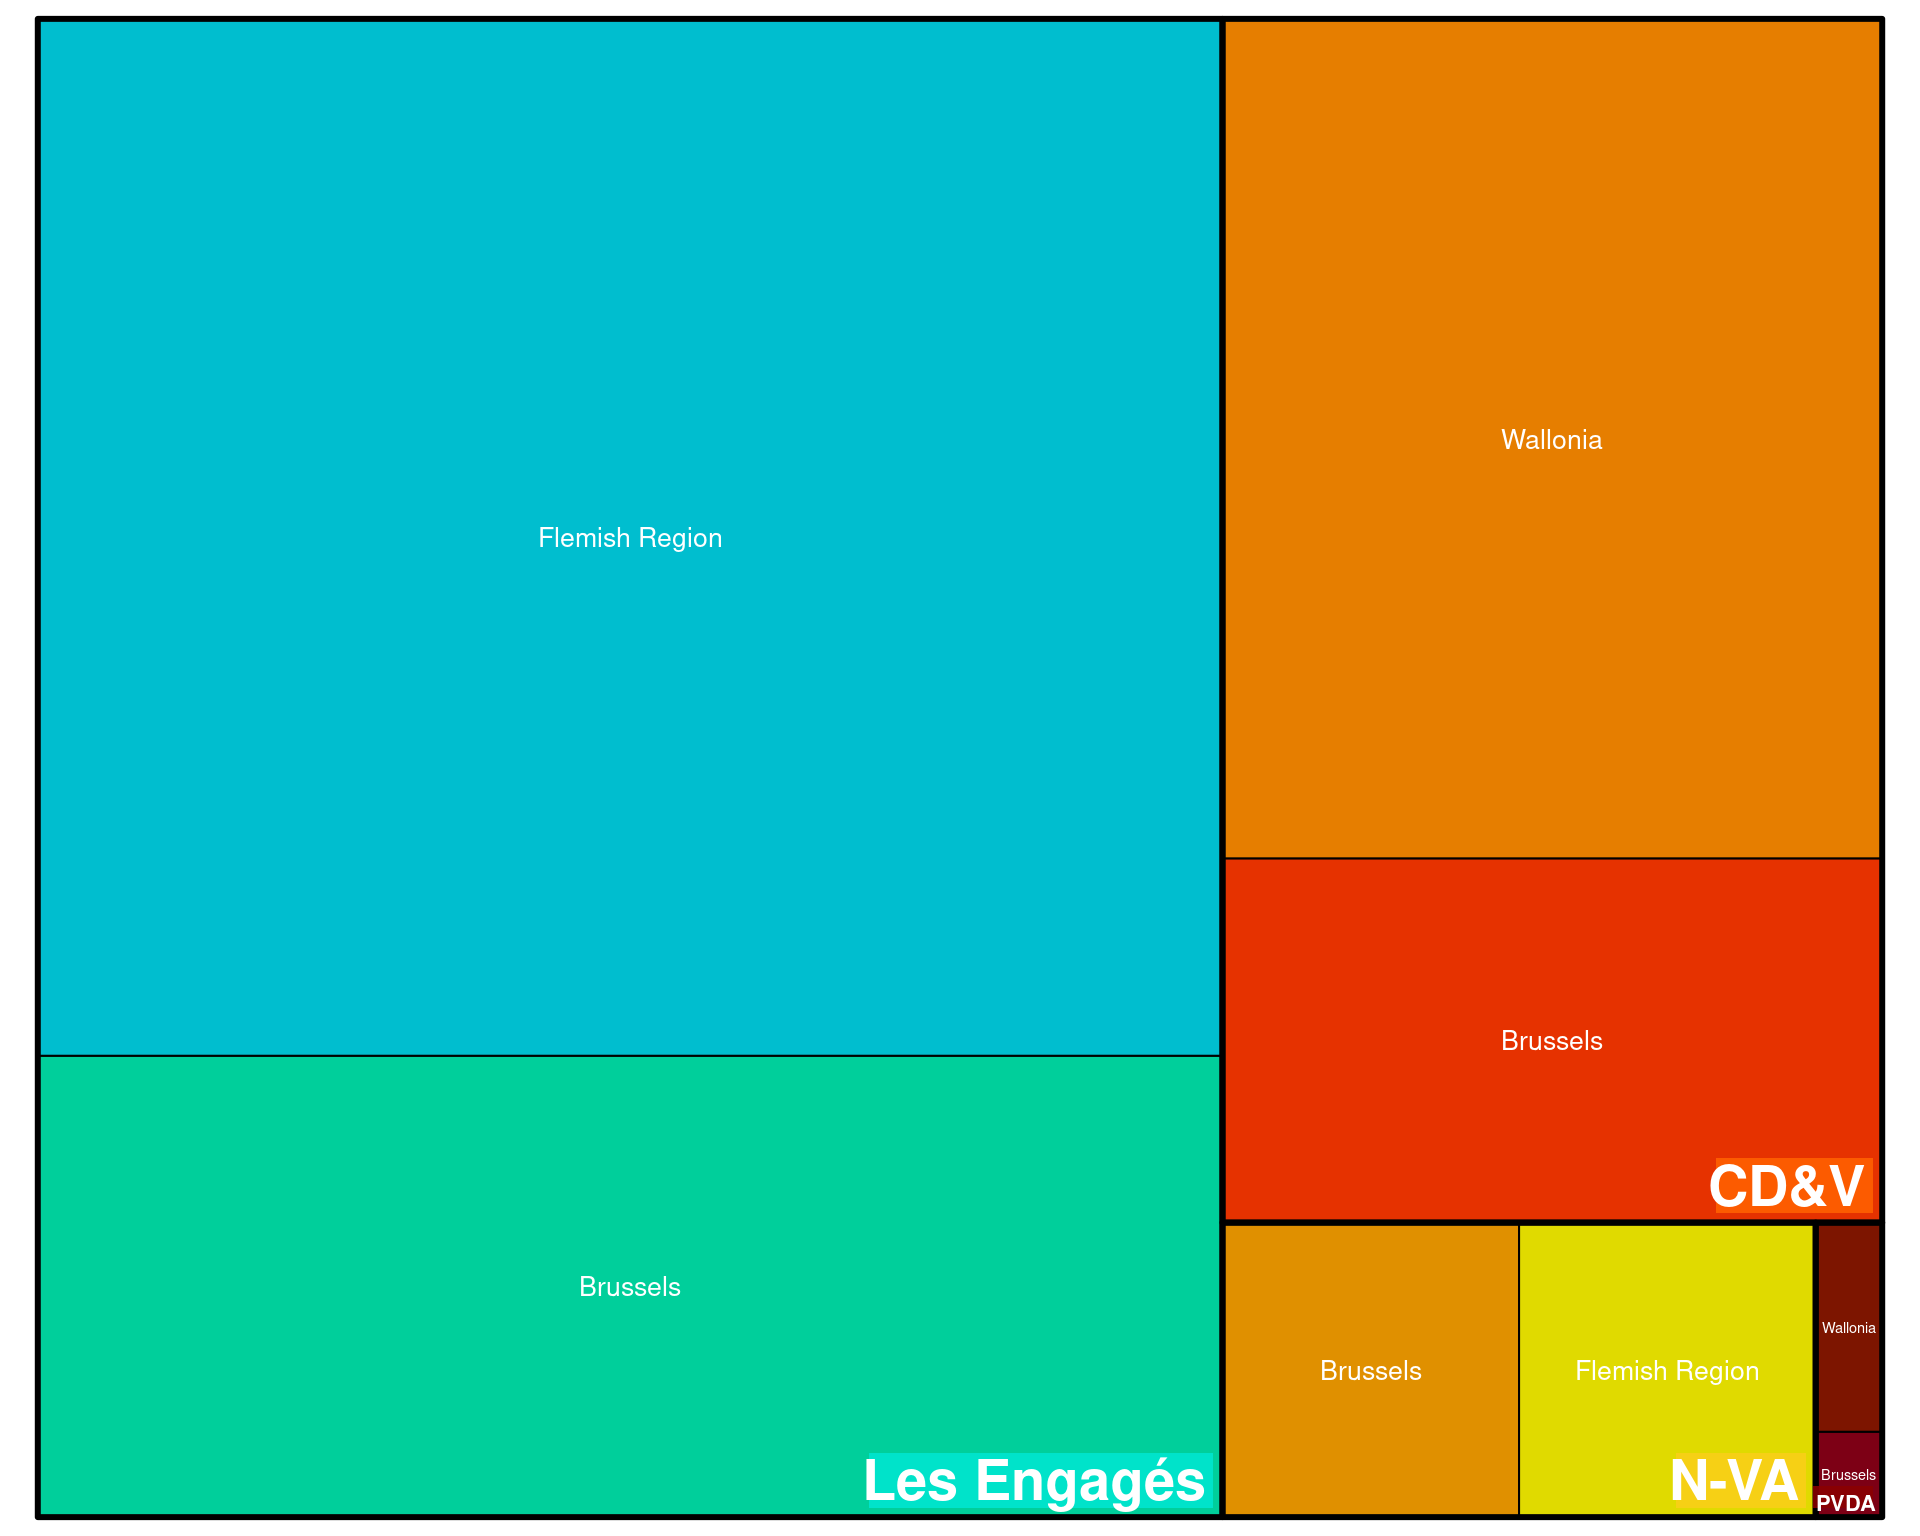 Flemish Region
Brussels
Les Engagés
Wallonia
Brussels
CD&V
Brussels
Flemish Region
N-VA
Wallonia
Brussels
PVDA